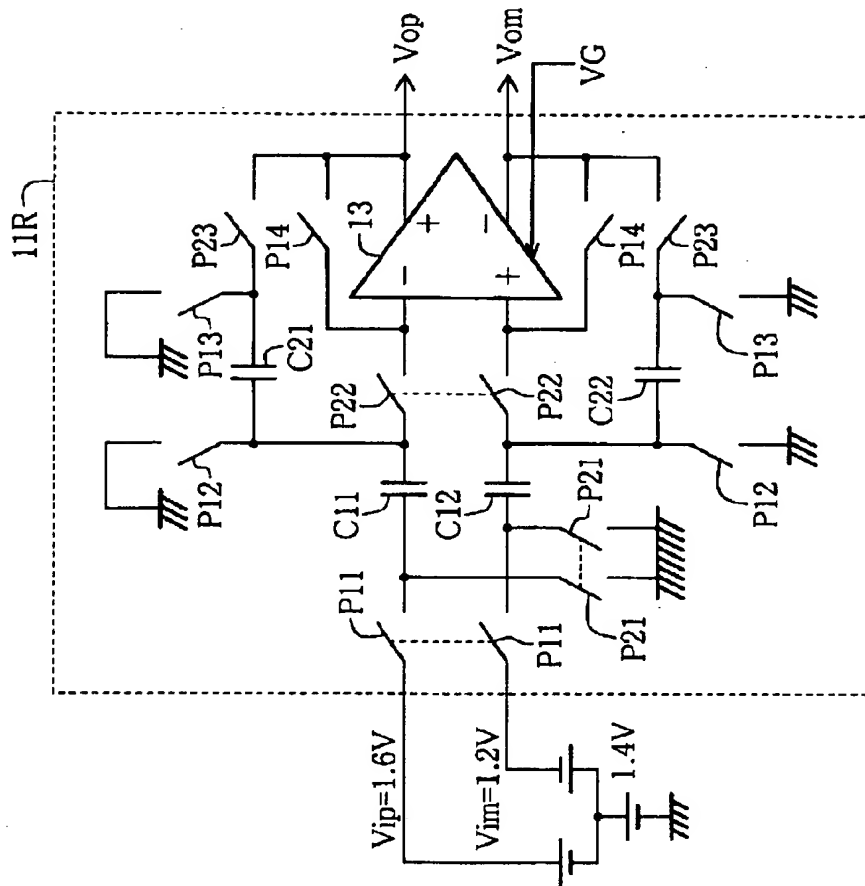 11R
P23
P14
13
Vop
P13
C21
P12
P22
+
−
−
+
Vom
VG
C11
C12
P22
P14
P23
P11
P21
C22
P13
P11
P21
P12
Vip=1.6V
Vim=1.2V
1.4V